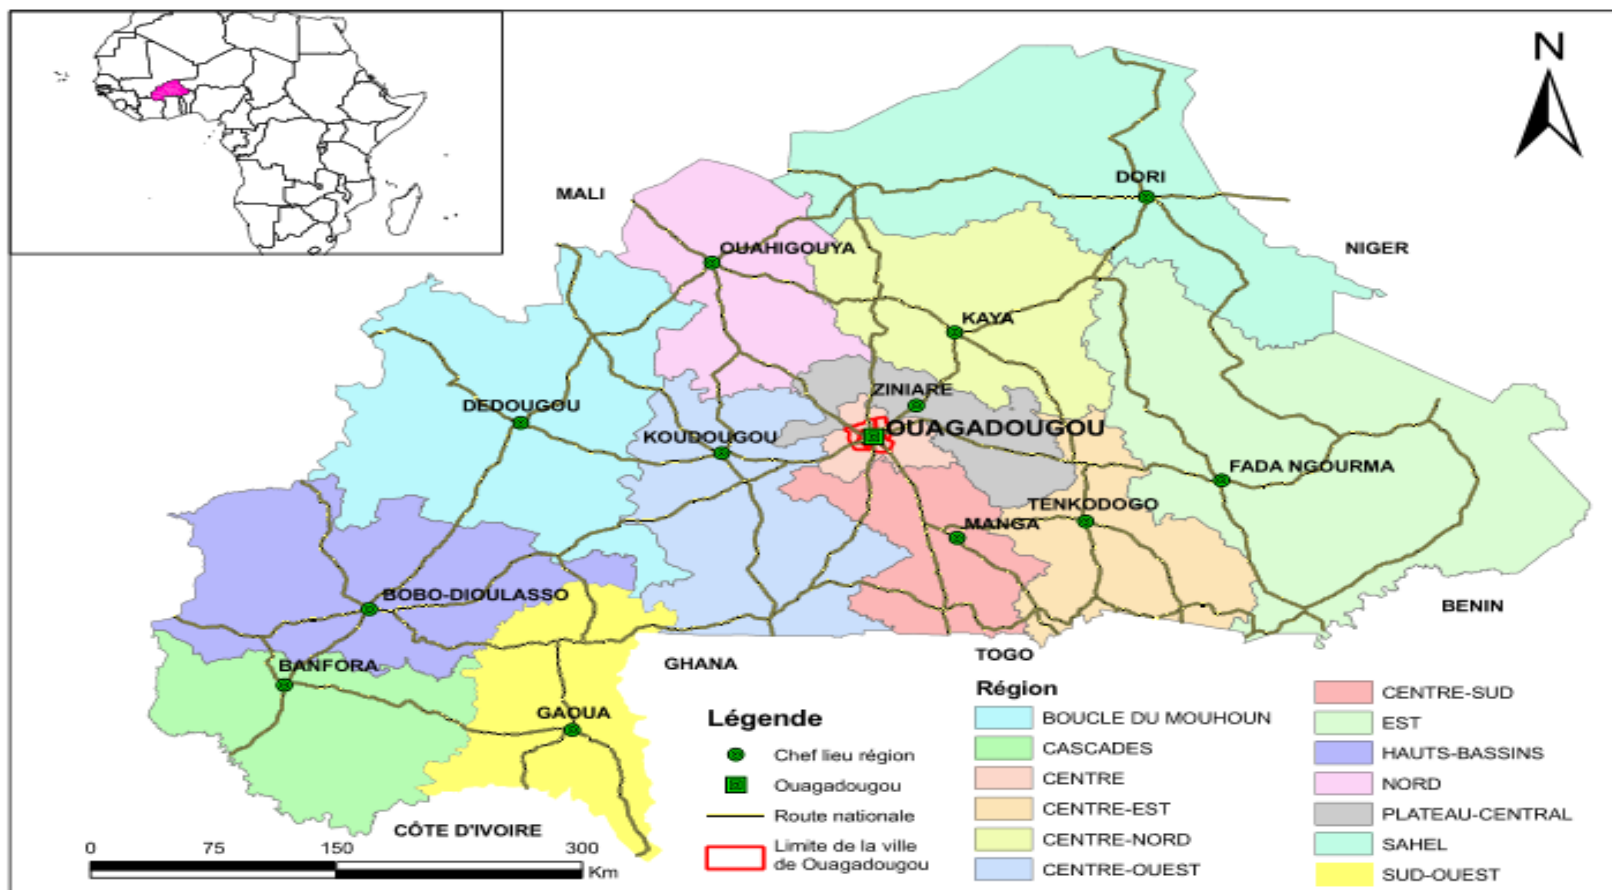 N
DORI
MALI
OUAHIGOUYA
NIGER
KAYA
ZINIARE
DEDOUGOU
OUAGADOUGOU
KOUDOUGOU
FADA NGOURMA
TENKODOGO
MANGA
BOBO-DIOULASSO
BENIN
TOGO
GHANA
BANFORA
GAOUA
CÔTE D'IVOIRE
0 75 150 300
Km
Légende
Chef lieu région
Ouagadougou
Route nationale
Limite de la ville
de Ouagadougou
Région
BOUCLE DU MOUHOUN
CASCADES
CENTRE
CENTRE-EST
CENTRE-NORD
CENTRE-OUEST
CENTRE-SUD
EST
HAUTS-BASSINS
NORD
PLATEAU-CENTRAL
SAHEL
SUD-OUEST